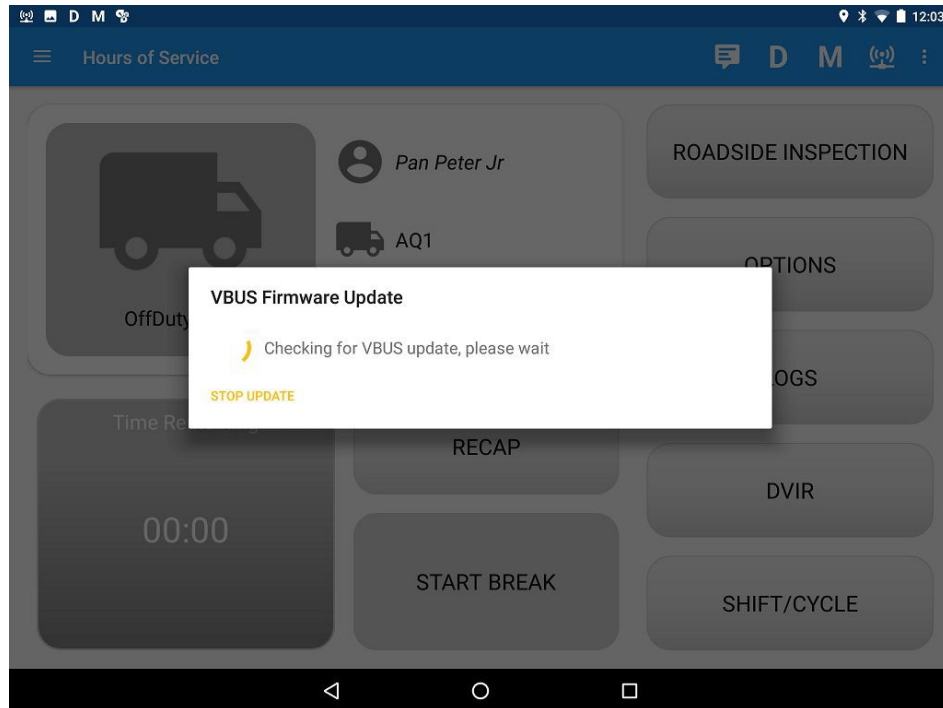 D M 12:03
Hours of Service D M
Pan Peter Jr
ROADSIDE INSPECTION
AQ1
OPTIONS
VBUS Firmware Update
OffDuty
Checking for VBUS update, please wait
LOGS
STOP UPDATE
Time
RECAP
DVIR
00:00
START BREAK
SHIFT/CYCLE